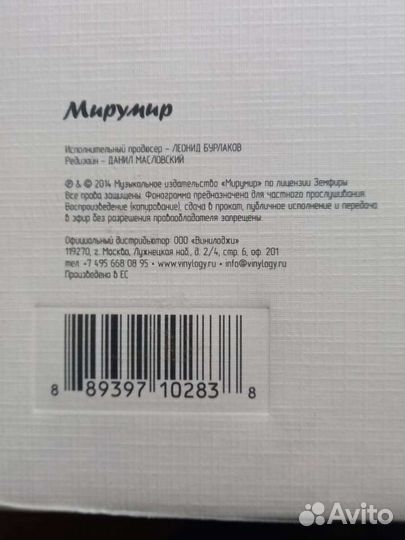 Мирумир
Исполнительный продюсер – ЛЕОНИД БУРЛАКОВ
Редизайн – ДАНИЛ МАСЛОВСКИЙ
℗ & © 2014 Музыкальное издательство «Мирумир» по лицензии Земфиры
Все права защищены. Фонограмма предназначена для частного прослушивания.
Воспроизведение (копирование), сдача в прокат, публичное исполнение и передача
в эфир без разрешения правообладателя запрещены.
Официальный дистрибьютор: ООО «Винилоджи»
119270, г. Москва, Лужнецкая наб., д. 2/4, стр. 6, оф. 201
тел. +7 495 668 08 95 • www.vinylogy.ru • info@vinylogy.ru
Произведено в ЕС
8 89397 10283 8
Avito